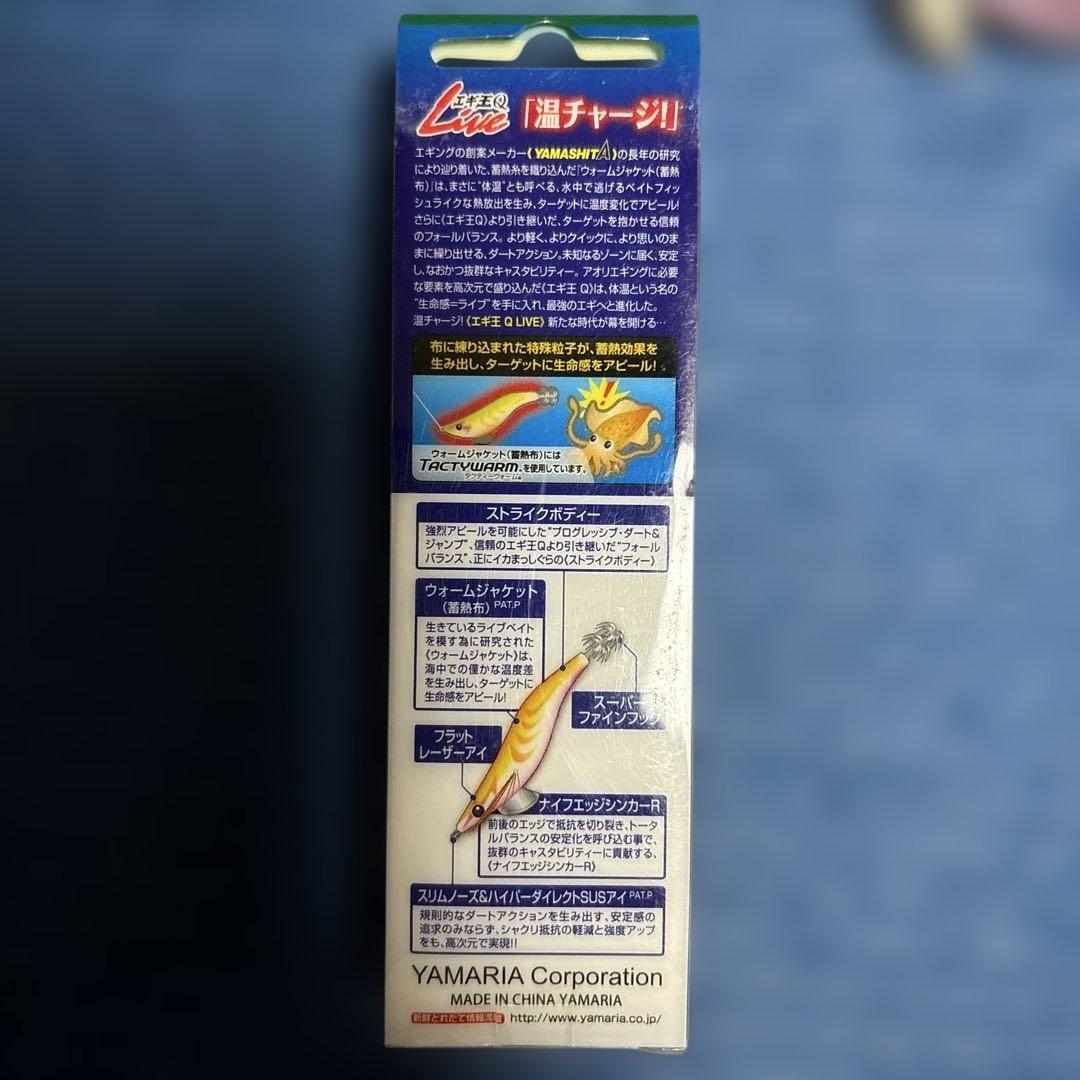 エギ王Q
Live
「温チャージ!」
エギングの創案メーカー《YAMASHITA》の長年の研究
により辿り着いた、蓄熱糸を織り込んだ「ウォームジャケット(蓄熱
布)」は、まさに"体温"とも呼べる、水中で逃げるベイトフィッ
シュライクな熱放出を生み、ターゲットに温度変化でアピール!
さらに《エギ王Q》より引き継いだ、ターゲットを抱かせる信頼
のフォールバランス。より軽く、よりクイックに、より思いのま
まに繰り出せる、ダートアクション。未知なるゾーンに届く、安定
し、なおかつ抜群なキャスタビリティー。アオリエギングに必要
な要素を高次元で盛り込んだ《エギ王 Q》は、体温という名の
"生命感=ライブ"を手に入れ、最強のエギへと進化した。
温チャージ!《エギ王 Q LIVE》新たな時代が幕を開ける…
布に練り込まれた特殊粒子が、蓄熱効果を
生み出し、ターゲットに生命感をアピール!
ウォームジャケット(蓄熱布)には
TACTYWARM®を使用しています。
タクティーウォーム®
ストライクボディー
強烈アピールを可能にした"プログレッシブ・ダート&
ジャンプ"、信頼のエギ王Qより引き継いだ"フォール
バランス"、正にイカまっしぐらの《ストライクボディー》
ウォームジャケット
(蓄熱布) PAT.P
生きているライブベイト
を模す為に研究された
《ウォームジャケット》は、
海中での僅かな温度差
を生み出し、ターゲットに
生命感をアピール!
スーパー
ファインフック
フラット
レーザーアイ
ナイフエッジシンカーR
前後のエッジで抵抗を切り裂き、トータ
ルバランスの安定化を呼び込む事で、
抜群のキャスタビリティーに貢献する、
《ナイフエッジシンカーR》
スリムノーズ&ハイパーダイレクトSUSアイ PAT.P
規則的なダートアクションを生み出す、安定感の
追求のみならず、シャクリ抵抗の軽減と強度アップ
をも、高次元で実現!!
YAMARIA Corporation
MADE IN CHINA YAMARIA
新鮮とれたて情報満載 http://www.yamaria.co.jp/